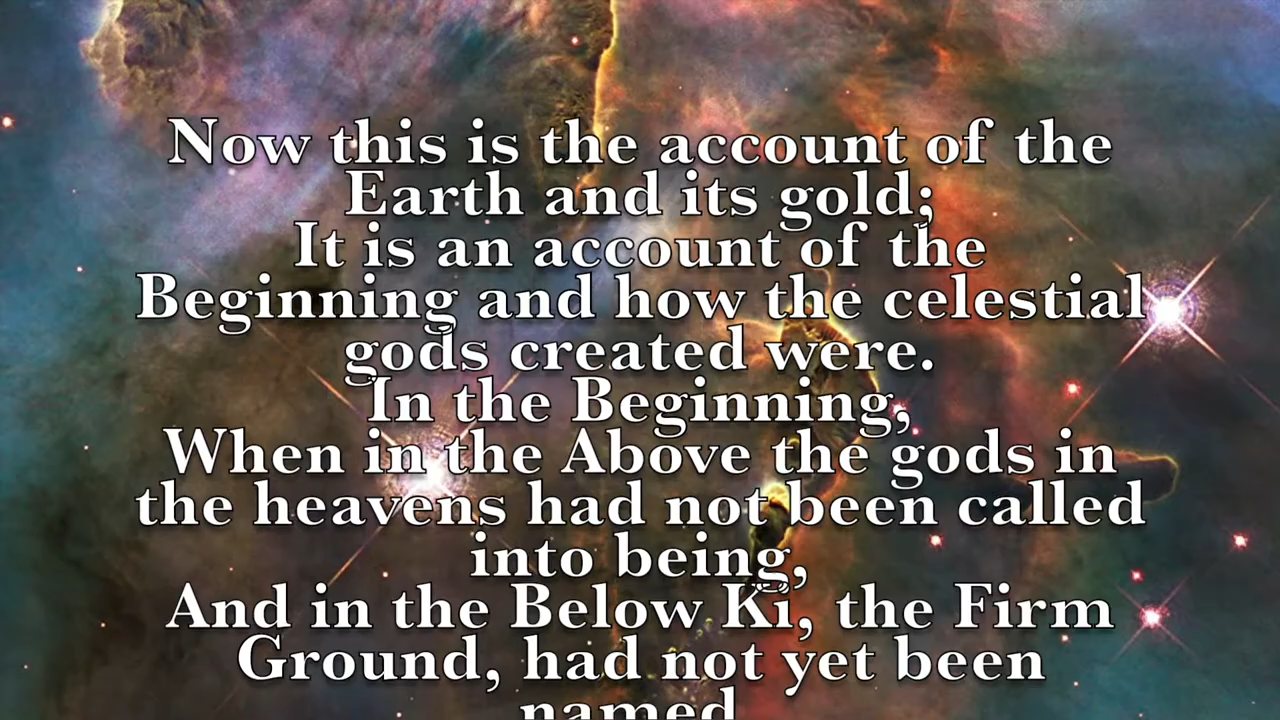 Now this is the account of the
Earth and its gold;
It is an account of the
Beginning and how the celestial
gods created were.
In the Beginning,
When in the Above the gods in
the heavens had not been called
into being,
And in the Below Ki, the Firm
Ground, had not yet been
named